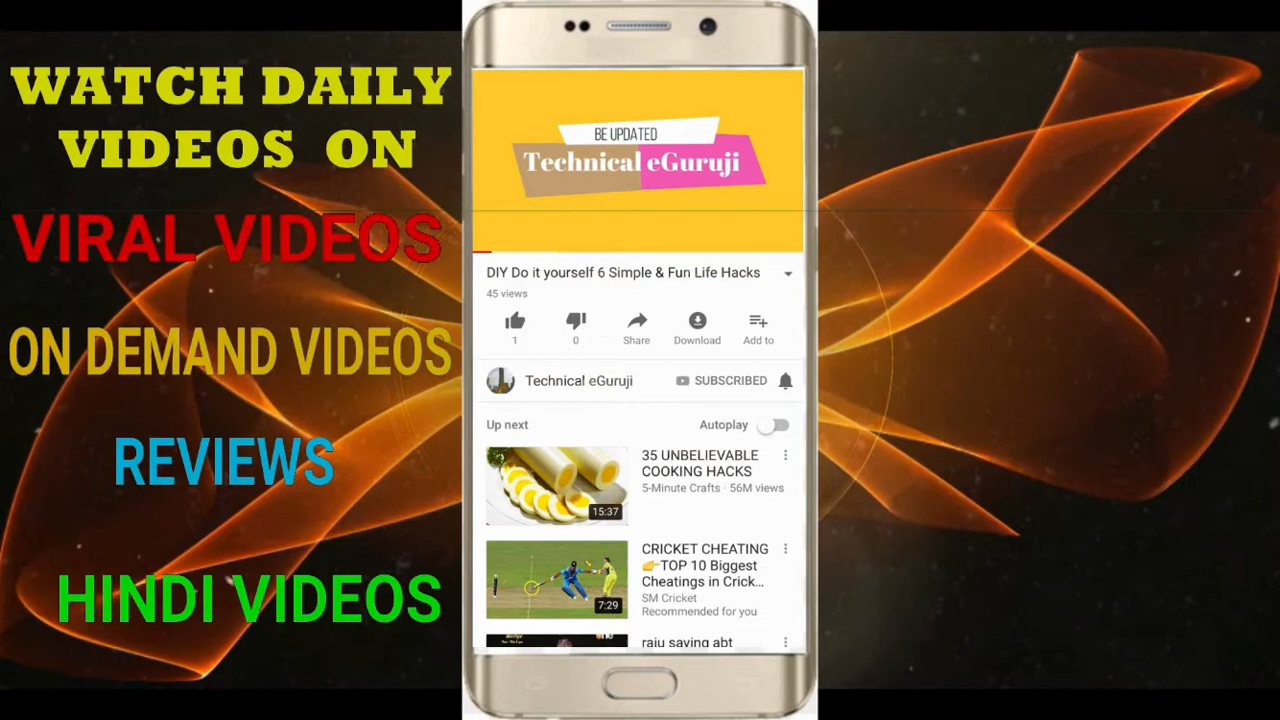 WATCH DAILY
VIDEOS ON
VIRAL VIDEOS
ON DEMAND VIDEOS
REVIEWS
HINDI VIDEOS
BE UPDATED
Technical eGuruji
DIY Do it yourself 6 Simple & Fun Life Hacks
45 views
1
0
Share
Download
Add to
Technical eGuruji
SUBSCRIBED
Up next
Autoplay
35 UNBELIEVABLE
COOKING HACKS
5-Minute Crafts · 56M views
15:37
CRICKET CHEATING
👉TOP 10 Biggest
Cheatings in Crick...
SM Cricket
Recommended for you
7:29
raju saying abt